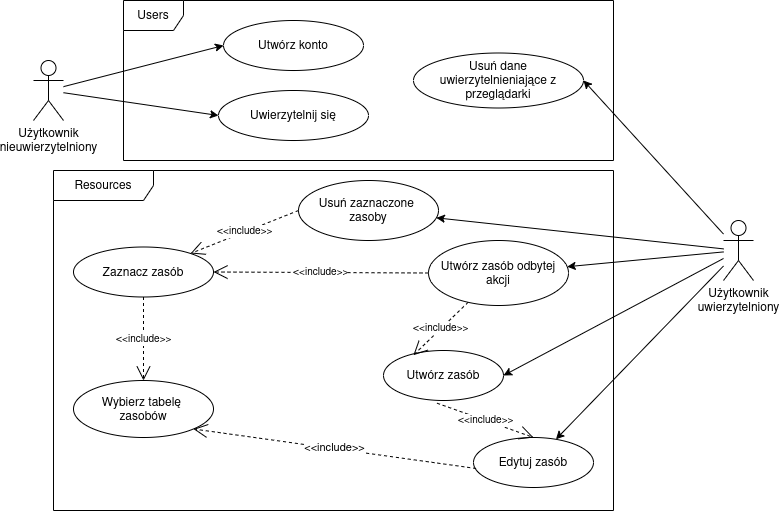 Users
Utwórz konto
Uwierzytelnij się
Usuń dane
uwierzytelnieniające z
przeglądarki
Użytkownik
nieuwierzytelniony
Resources
Usuń zaznaczone
zasoby
<<include>>
Zaznacz zasób
<<include>>
Utwórz zasób odbytej
akcji
Użytkownik
uwierzytelniony
<<include>>
<<include>>
Utwórz zasób
Wybierz tabelę
zasobów
<<include>>
<<include>>
Edytuj zasób